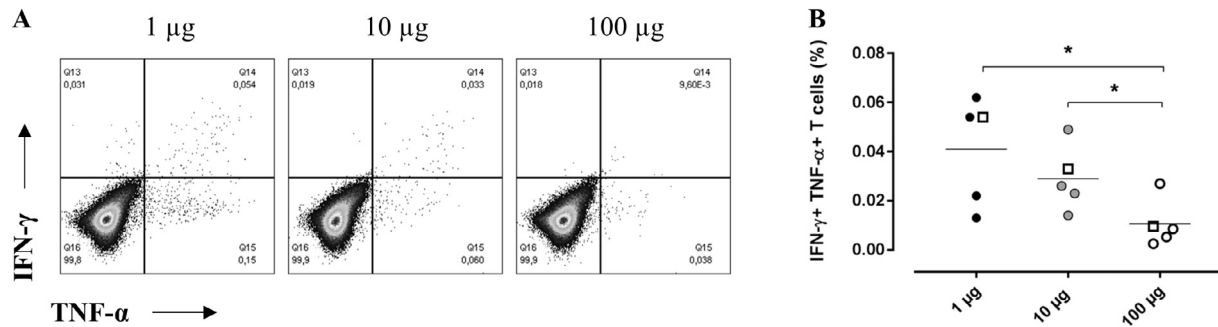 A
1 µg
10 µg
100 µg
Q13
0,031
Q14
0,054
Q16
99,8
Q15
0,15
Q13
0,019
Q14
0,033
Q16
99,9
Q15
0,060
Q13
0,018
Q14
9,60E-3
Q16
99,9
Q15
0,038
IFN-γ
TNF-α
B
IFN-γ+ TNF-α+ T cells (%)
0.08
0.06
0.04
0.02
0.00
*
*
1 µg
10 µg
100 µg